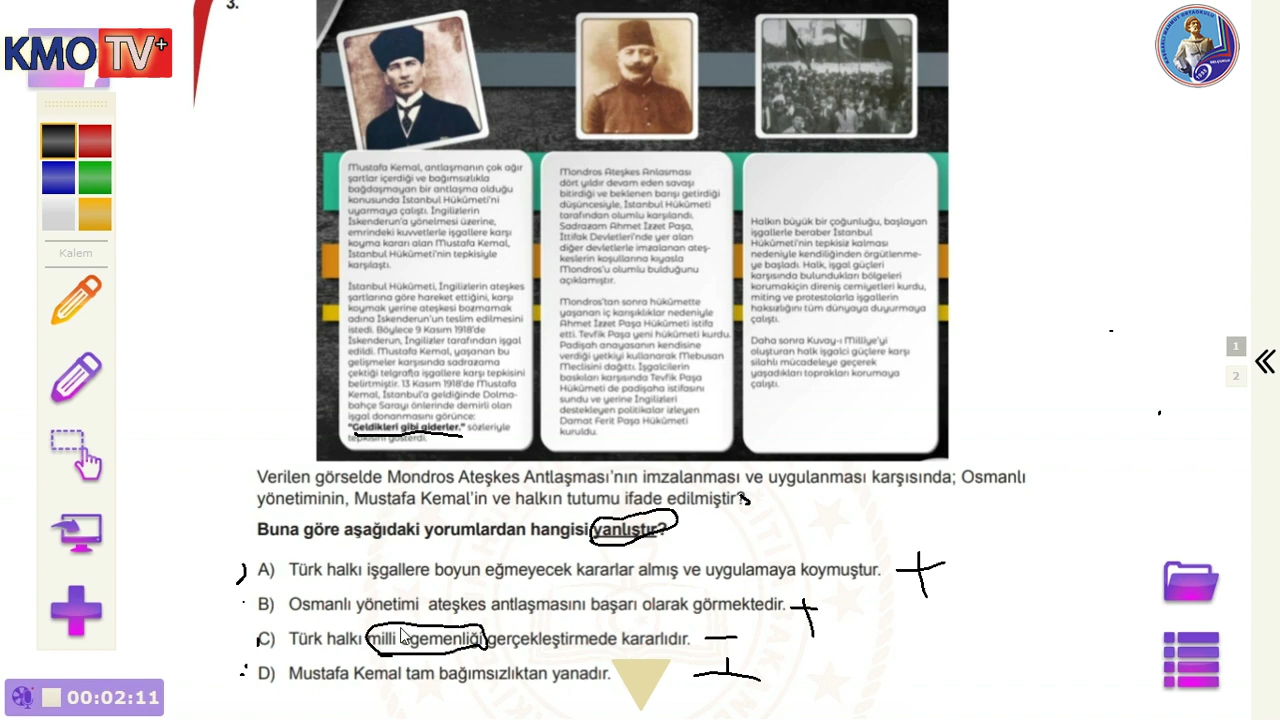 3.
KMO TV+
Kalem
Mustafa Kemal, antlaşmanın çok ağır
şartlar içerdiği ve bağımsızlıkla
bağdaşmayan bir antlaşma olduğu
konusunda İstanbul Hükûmeti'ni
uyarmaya çalıştı. İngilizlerin
İskenderun'a yönelmesi üzerine,
emrindeki kuvvetlerle işgallere karşı
koyma kararı alan Mustafa Kemal,
İstanbul Hükûmeti'nin tepkisiyle
karşılaştı.
İstanbul Hükûmeti, İngilizlerin ateşkes
şartlarına göre hareket ettiğini, karşı
koymak yerine ateşkesi bozmamak
adına İskenderun'un teslim edilmesini
istedi. Böylece 9 Kasım 1918'de
İskenderun, İngilizler tarafından işgal
edildi. Mustafa Kemal, yaşanan bu
gelişmeler karşısında sadrazama
çektiği telgrafla işgallere karşı tepkisini
belirtmiştir. 13 Kasım 1918'de Mustafa
Kemal, İstanbul'a geldiğinde Dolma-
bahçe Sarayı önlerinde demirli olan
işgal donanmasını görünce:
"Geldikleri gibi giderler." sözleriyle
tepkisini gösterdi.
Mondros Ateşkes Anlaşması
dört yıldır devam eden savaşı
bitirdiği ve beklenen barışı getirdiği
düşüncesiyle, İstanbul Hükûmeti
tarafından olumlu karşılandı.
Sadrazam Ahmet İzzet Paşa,
İttifak Devletleri'nde yer alan
diğer devletlerle imzalanan ateş-
keslerin koşullarına kıyasla
Mondros'u olumlu bulduğunu
açıklamıştır.
Mondros'tan sonra hükûmette
yaşanan iç karışıklıklar nedeniyle
Ahmet İzzet Paşa Hükûmeti istifa
etti. Tevfik Paşa yeni hükûmeti kurdu.
Padişah anayasanın kendisine
verdiği yetkiyi kullanarak Mebusan
Meclisini dağıttı. İşgalcilerin
baskıları karşısında Tevfik Paşa
Hükûmeti de padişaha istifasını
sundu ve yerine İngilizleri
destekleyen politikalar izleyen
Damat Ferit Paşa Hükûmeti
kuruldu.
Halkın büyük bir çoğunluğu, başlayan
işgallerle beraber İstanbul
Hükûmeti'nin tepkisiz kalması
nedeniyle kendiliğinden örgütlenme-
ye başladı. Halk, işgal güçleri
karşısında bulundukları bölgeleri
korumakiçin direniş cemiyetleri kurdu,
miting ve protestolarla işgallerin
haksızlığını tüm dünyaya duyurmaya
çalıştı.
Daha sonra Kuvay-ı Milliye'yi
oluşturan halk işgalci güçlere karşı
silahlı mücadeleye geçerek
yaşadıkları toprakları korumaya
çalıştı.
Verilen görselde Mondros Ateşkes Antlaşması'nın imzalanması ve uygulanması karşısında; Osmanlı
yönetiminin, Mustafa Kemal'in ve halkın tutumu ifade edilmiştir.
Buna göre aşağıdaki yorumlardan hangisi yanlıştır?
A) Türk halkı işgallere boyun eğmeyecek kararlar almış ve uygulamaya koymuştur.
B) Osmanlı yönetimi ateşkes antlaşmasını başarı olarak görmektedir.
C) Türk halkı milli egemenliği gerçekleştirmede kararlıdır.
D) Mustafa Kemal tam bağımsızlıktan yanadır.
1
2
00:02:11